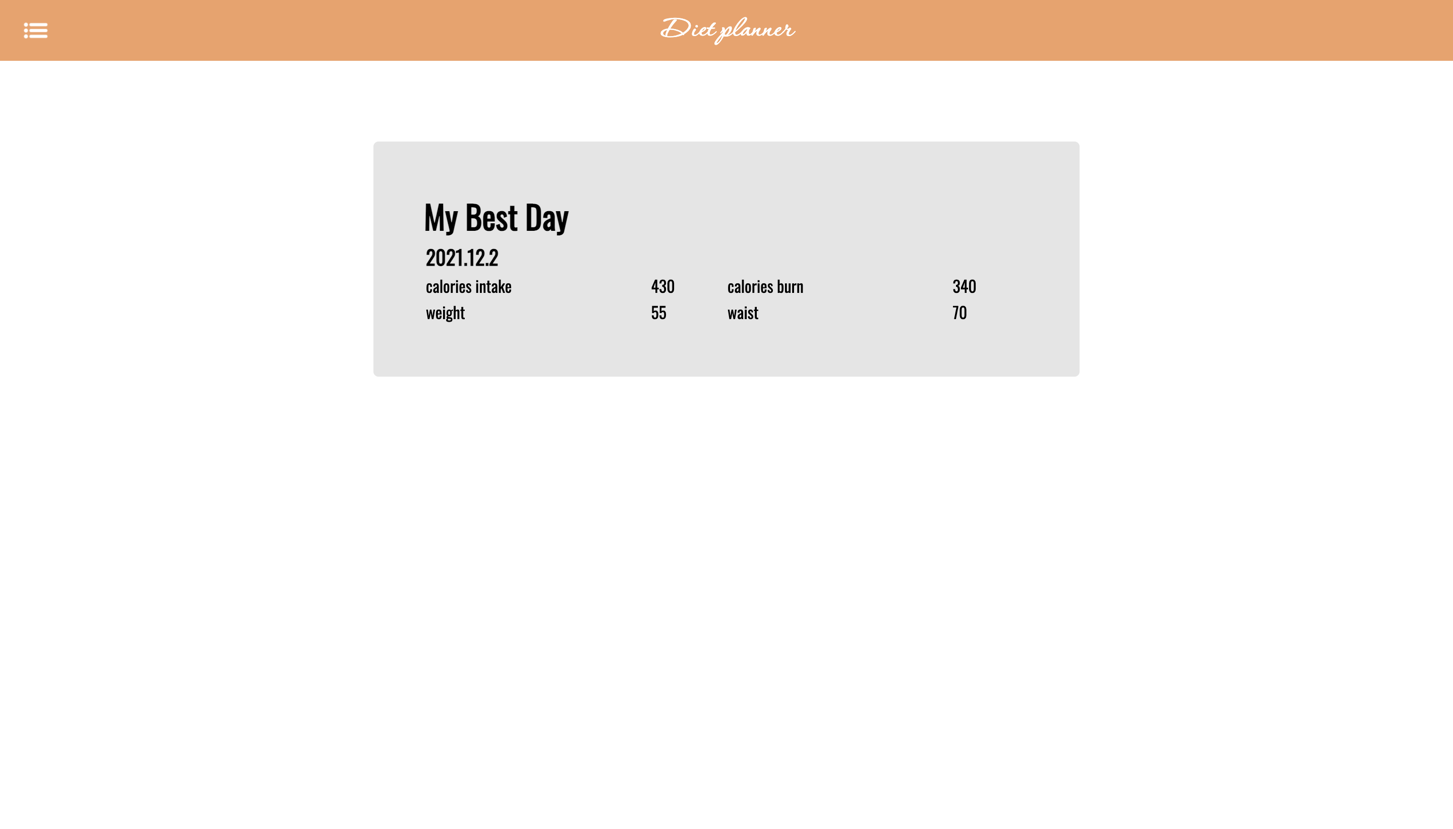 Diet planner
My Best Day
2021.12.2
calories intake 430 calories burn 340
weight 55 waist 70